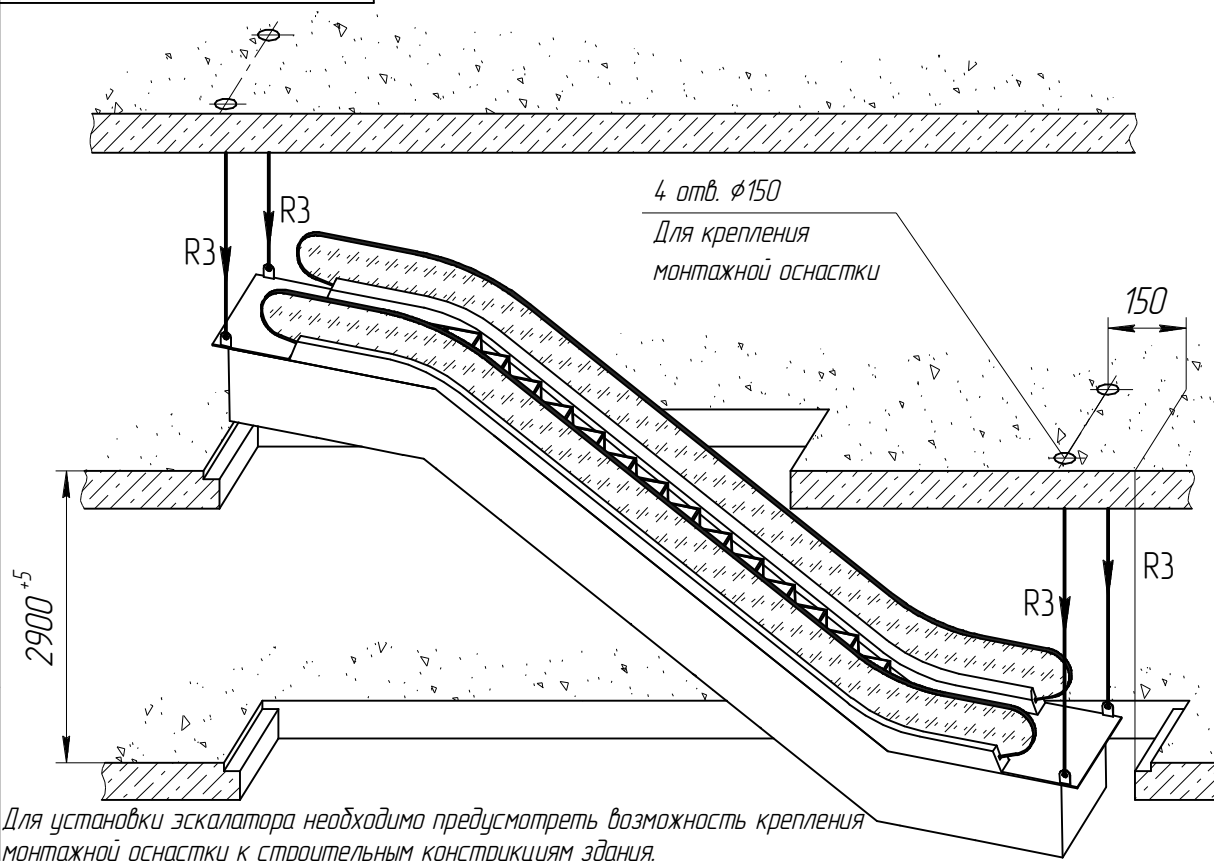 R3
R3
4 отв. ϕ150
Для крепления
монтажной оснастки
150
R3
R3
2900 +5
Для установки эскалатора необходимо предусмотреть возможность крепления
монтажной оснастки к строительным конструкциям здания.